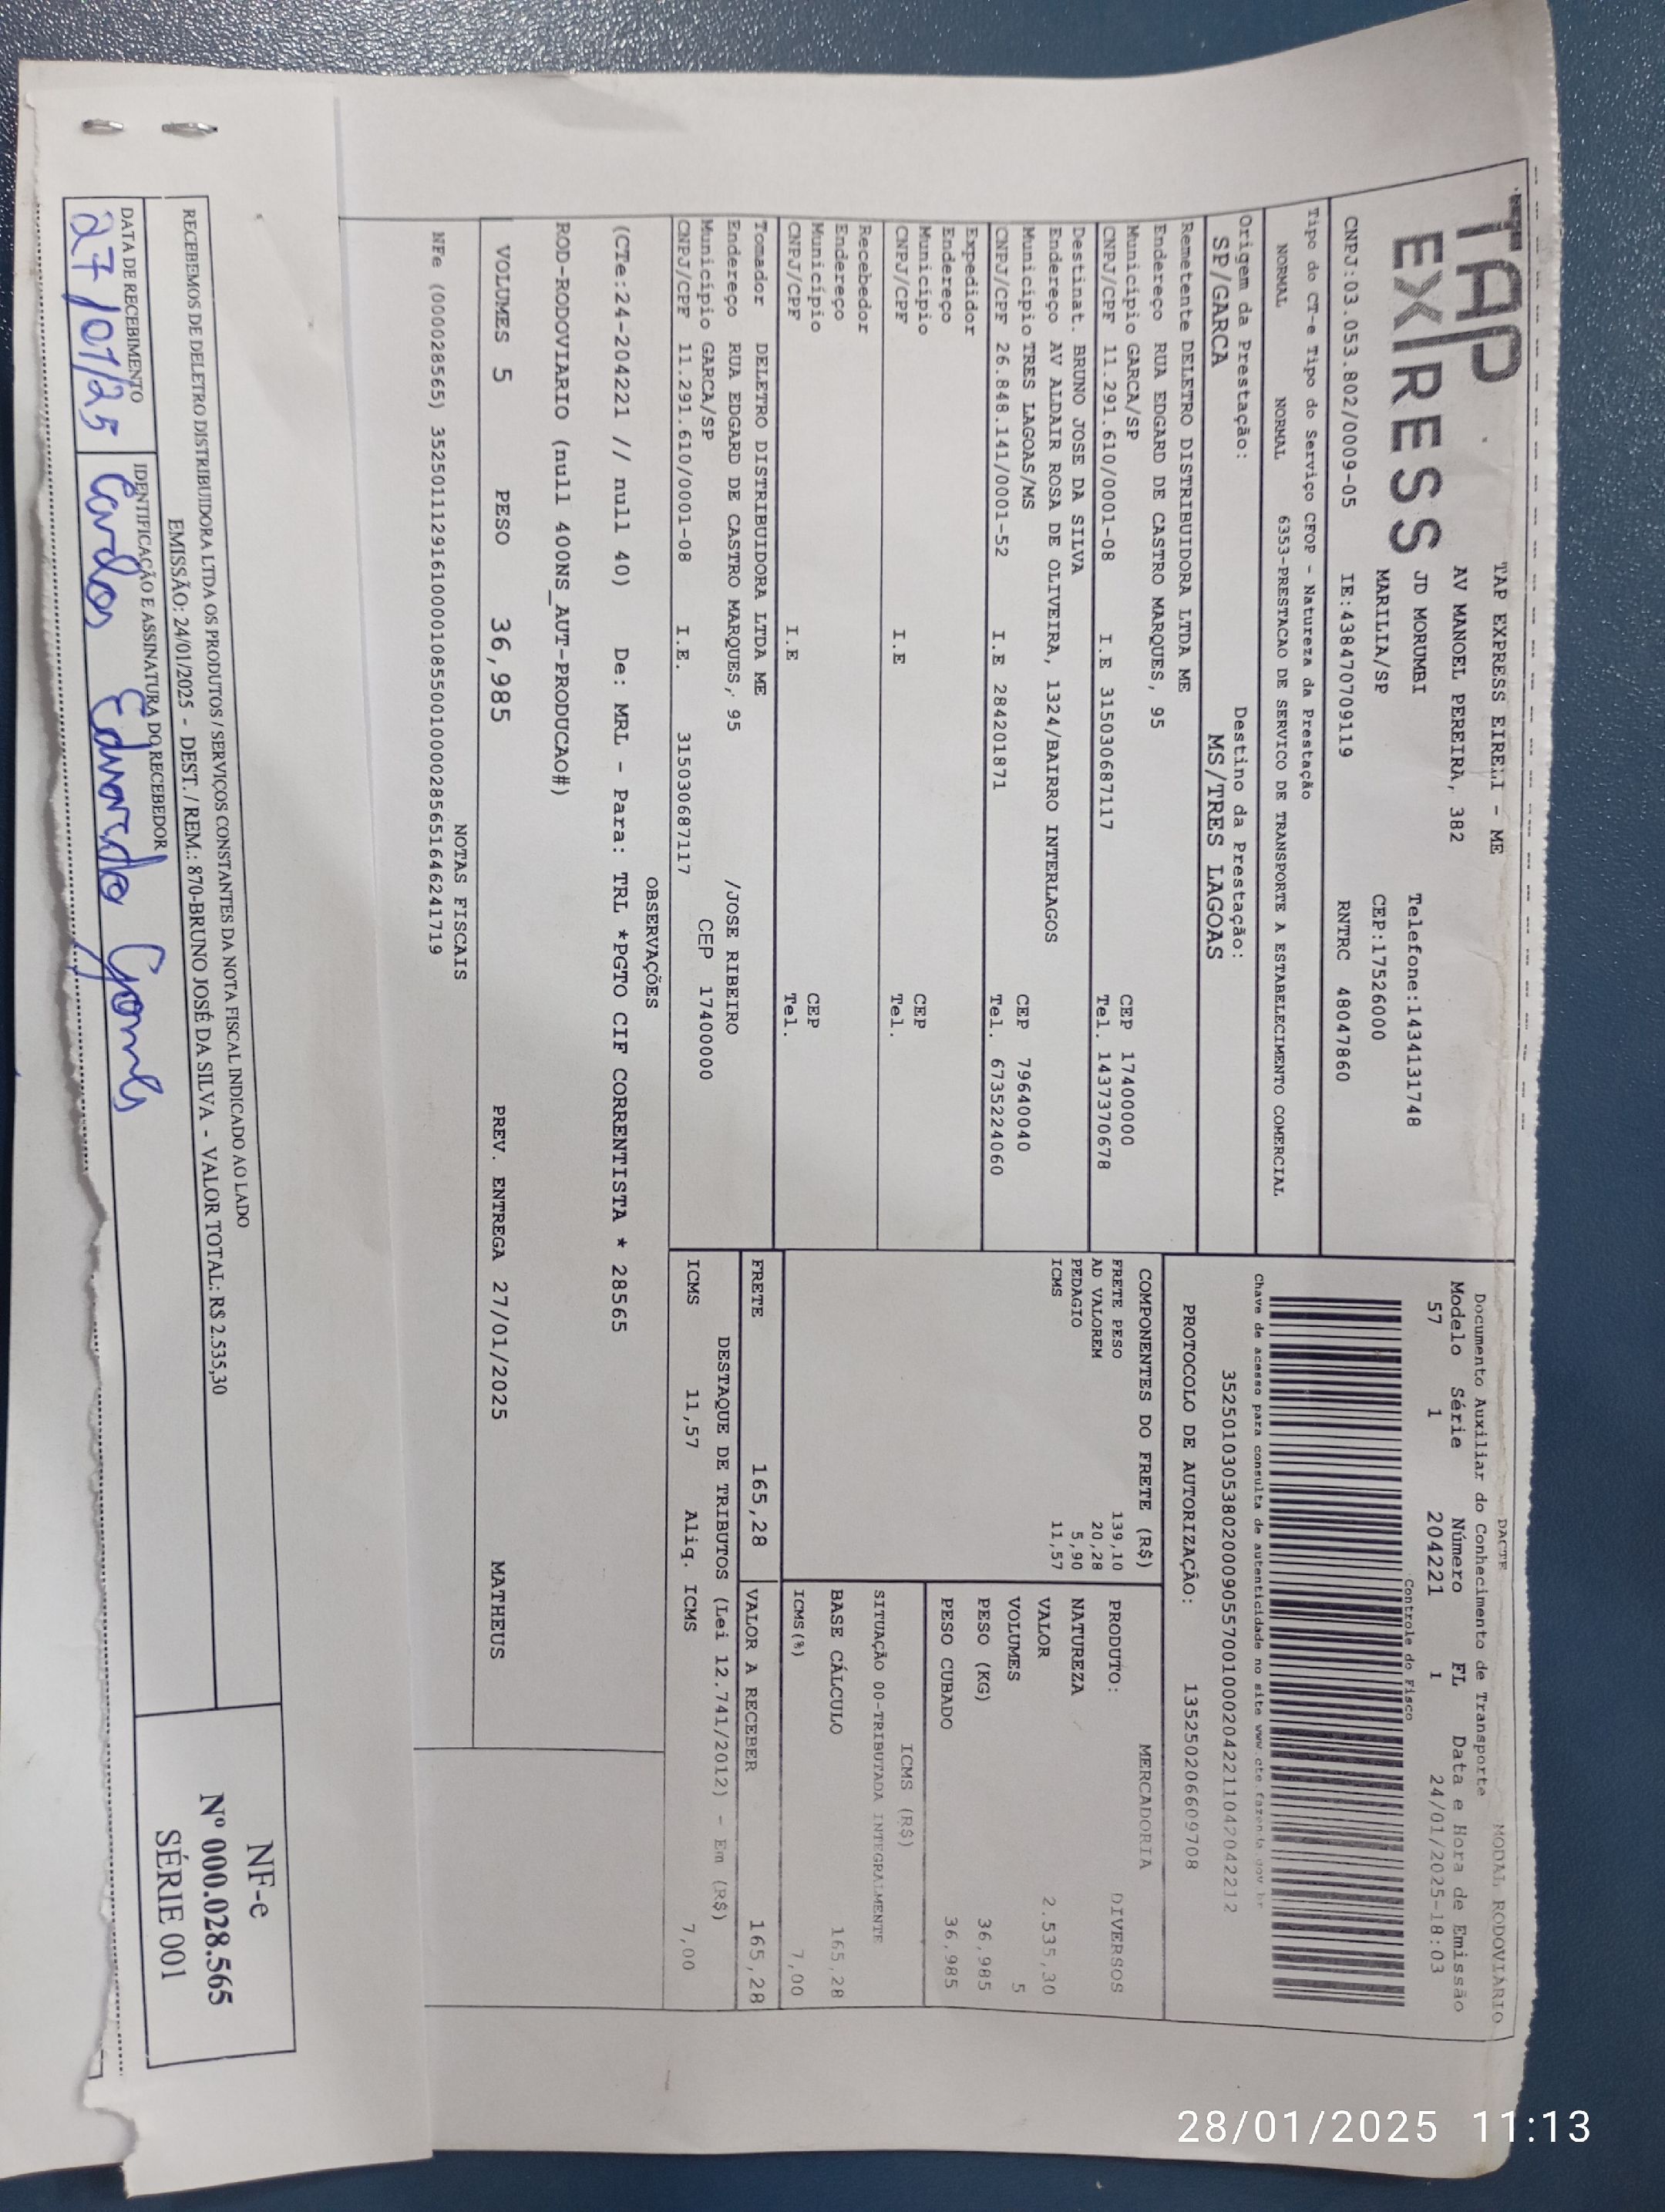 DACTE
MODAL RODOVIÁRIO
TAP EXPRESS
TAP EXPRESS EIRELI - ME
AV MANOEL PEREIRA, 382
JD MORUMBI Telefone:1434131748
MARILIA/SP CEP:17526000
CNPJ:03.053.802/0009-05 IE:438470709119 RNTRC 48047860
Documento Auxiliar do Conhecimento de Transporte
Modelo Série Número FL Data e Hora de Emissão
57 1 204221 1 24/01/2025-18:03
Controle do Fisco
Tipo do CT-e Tipo do Serviço CFOP - Natureza da Prestação
NORMAL NORMAL 6353-PRESTACAO DE SERVICO DE TRANSPORTE A ESTABELECIMENTO COMERCIAL
Chave de acesso para consulta de autenticidade no site www.cte.fazenda.gov.br
35250103053802000905570010002042211042042212
Origem da Prestação: Destino da Prestação:
SP/GARCA MS/TRES LAGOAS
PROTOCOLO DE AUTORIZAÇÃO: 135250206609708
Remetente DELETRO DISTRIBUIDORA LTDA ME
Endereço RUA EDGARD DE CASTRO MARQUES, 95
Município GARCA/SP CEP 17400000
CNPJ/CPF 11.291.610/0001-08 I.E 315030687117 Tel. 1437370678
Destinat. BRUNO JOSE DA SILVA
Endereço AV ALDAIR ROSA DE OLIVEIRA, 1324/BAIRRO INTERLAGOS
Município TRES LAGOAS/MS CEP 79640040
CNPJ/CPF 26.848.141/0001-52 I.E 284201871 Tel. 6735224060
Expedidor
Endereço
Município CEP
CNPJ/CPF I.E Tel.
Recebedor
Endereço
Município CEP
CNPJ/CPF I.E Tel.
COMPONENTES DO FRETE (R$)
FRETE PESO 139,10
AD VALOREM 20,28
PEDAGIO 5,90
ICMS 11,57
MERCADORIA
PRODUTO: DIVERSOS
NATUREZA
VALOR 2.535,30
VOLUMES 5
PESO (KG) 36,985
PESO CUBADO 36,985
ICMS (R$)
SITUAÇÃO 00-TRIBUTADA INTEGRALMENTE
BASE CÁLCULO 165,28
ICMS(%) 7,00
Tomador DELETRO DISTRIBUIDORA LTDA ME
Endereço RUA EDGARD DE CASTRO MARQUES, 95 /JOSE RIBEIRO
Município GARCA/SP CEP 17400000
CNPJ/CPF 11.291.610/0001-08 I.E. 315030687117
FRETE 165,28 VALOR A RECEBER 165,28
DESTAQUE DE TRIBUTOS (Lei 12.741/2012) - Em (R$)
ICMS 11,57 Aliq. ICMS 7,00
OBSERVAÇÕES
(CTe:24-204221 // null 40) De: MRL - Para: TRL *PGTO CIF CORRENTISTA * 28565
ROD-RODOVIARIO (null 400NS_AUT-PRODUCAO#)
VOLUMES 5 PESO 36,985 PREV. ENTREGA 27/01/2025 MATHEUS
NOTAS FISCAIS
NFe (000028565) 35250111291610000108550010000285651646241719
RECEBEMOS DE DELETRO DISTRIBUIDORA LTDA OS PRODUTOS / SERVIÇOS CONSTANTES DA NOTA FISCAL INDICADO AO LADO
EMISSÃO: 24/01/2025 - DEST. / REM.: 870-BRUNO JOSÉ DA SILVA - VALOR TOTAL: R$ 2.535,30
DATA DE RECEBIMENTO IDENTIFICAÇÃO E ASSINATURA DO RECEBEDOR
27/01/25 Carlos Eduardo Gomes
NF-e
Nº 000.028.565
SÉRIE 001
28/01/2025 11:13